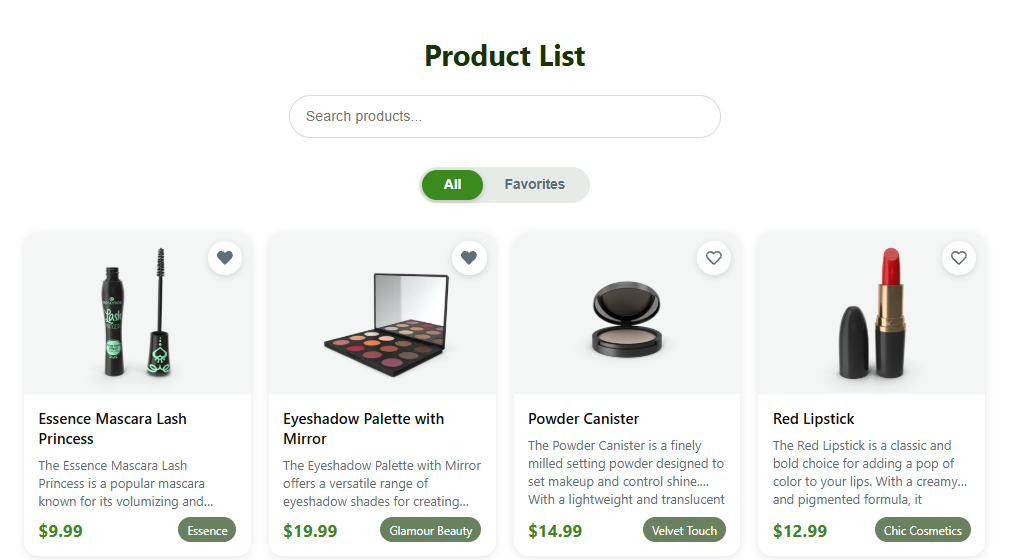 Product List
Search products...
All
Favorites
Lash
Essence Mascara Lash
Princess
The Essence Mascara Lash
Princess is a popular mascara
known for its volumizing and...
$9.99
Essence
Eyeshadow Palette with
Mirror
The Eyeshadow Palette with Mirror
offers a versatile range of
eyeshadow shades for creating...
$19.99
Glamour Beauty
Powder Canister
The Powder Canister is a finely
milled setting powder designed to
set makeup and control shine....
With a lightweight and translucent
$14.99
Velvet Touch
Red Lipstick
The Red Lipstick is a classic and
bold choice for adding a pop of
color to your lips. With a creamy...
and pigmented formula, it
$12.99
Chic Cosmetics